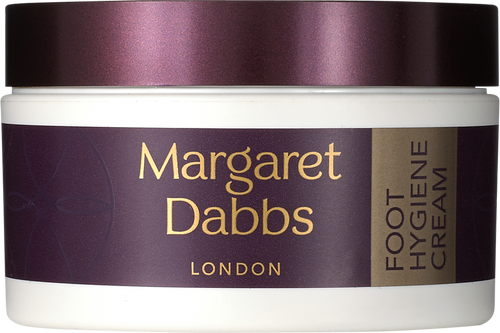 Margaret
Dabbs
LONDON
FOOT
HYGIENE
CREAM